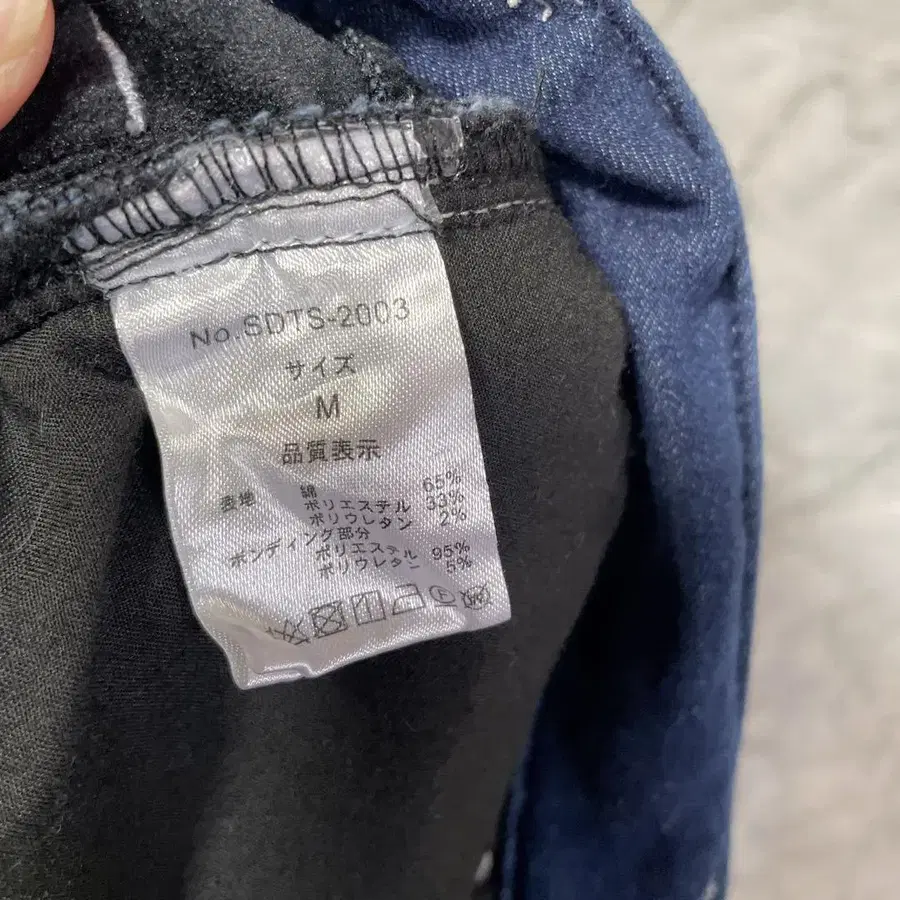 No.SDTS-2003
サイズ
M
品質表示
表地 綿 65%
ポリエステル 33%
ポリウレタン 2%
ボンディング部分
ポリエステル 95%
ポリウレタン 5%